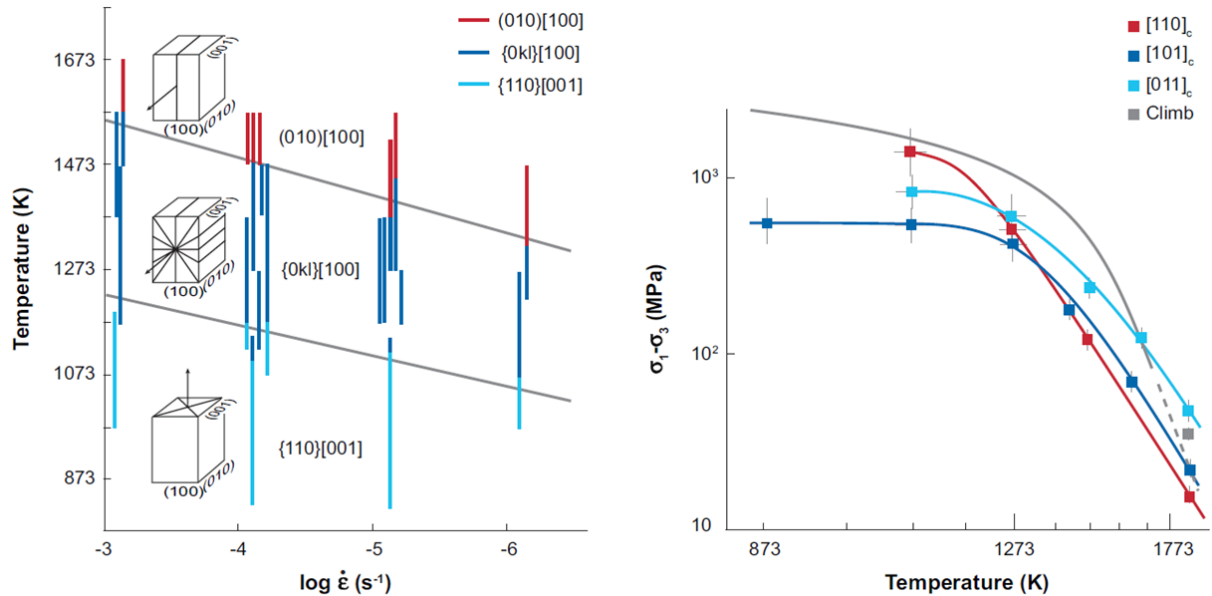 (010)[100]
{0kl}[100]
{110}[001]
Temperature (K)
1673
1473
1273
1073
873
(001)
(100)(010)
(001)
(100)(010)
(001)
(100)(010)
(010)[100]
{0kl}[100]
{110}[001]
-3
-4
-5
-6
log ε̇ (s⁻¹)
[110]c
[101]c
[011]c
Climb
σ₁-σ₃ (MPa)
10³
10²
10
873
1273
1773
Temperature (K)